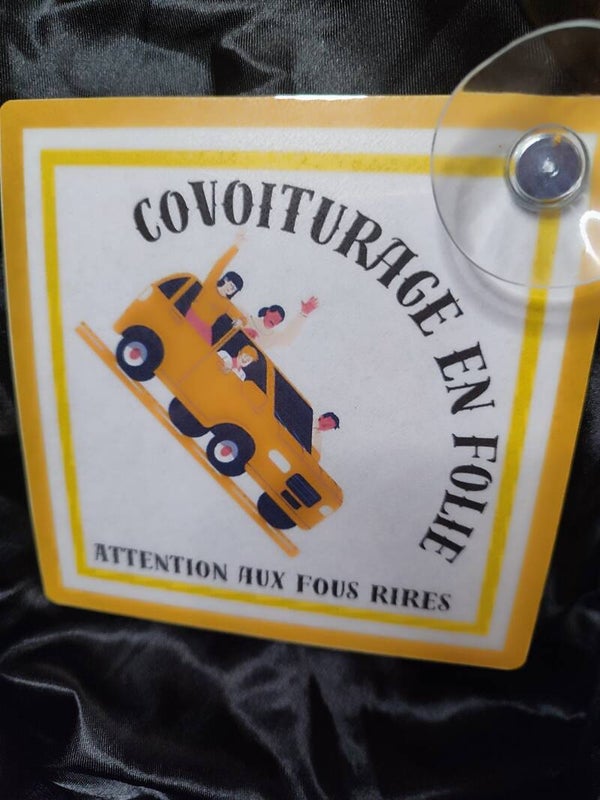 COVOITURAGE EN FOLIE
ATTENTION AUX FOUS RIRES